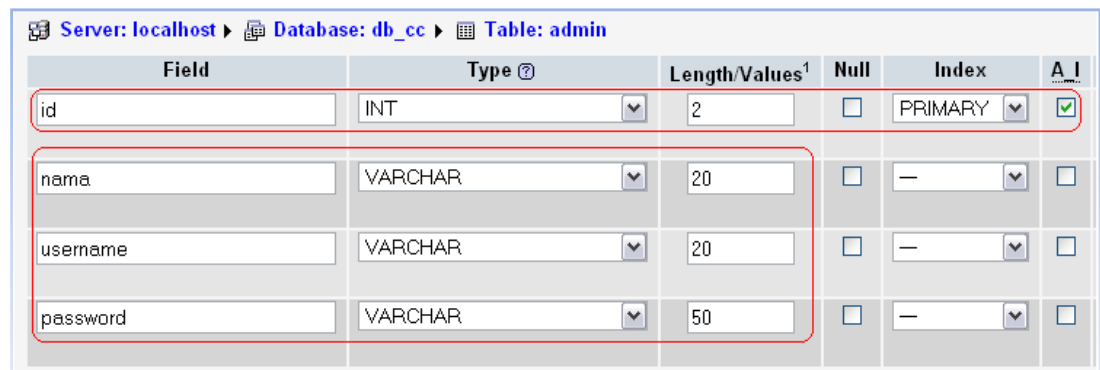 Server: localhost ▸ Database: db_cc ▸ Table: admin
Field Type Length/Values1 Null Index A_I
id INT 2 PRIMARY
nama VARCHAR 20 —
username VARCHAR 20 —
password VARCHAR 50 —